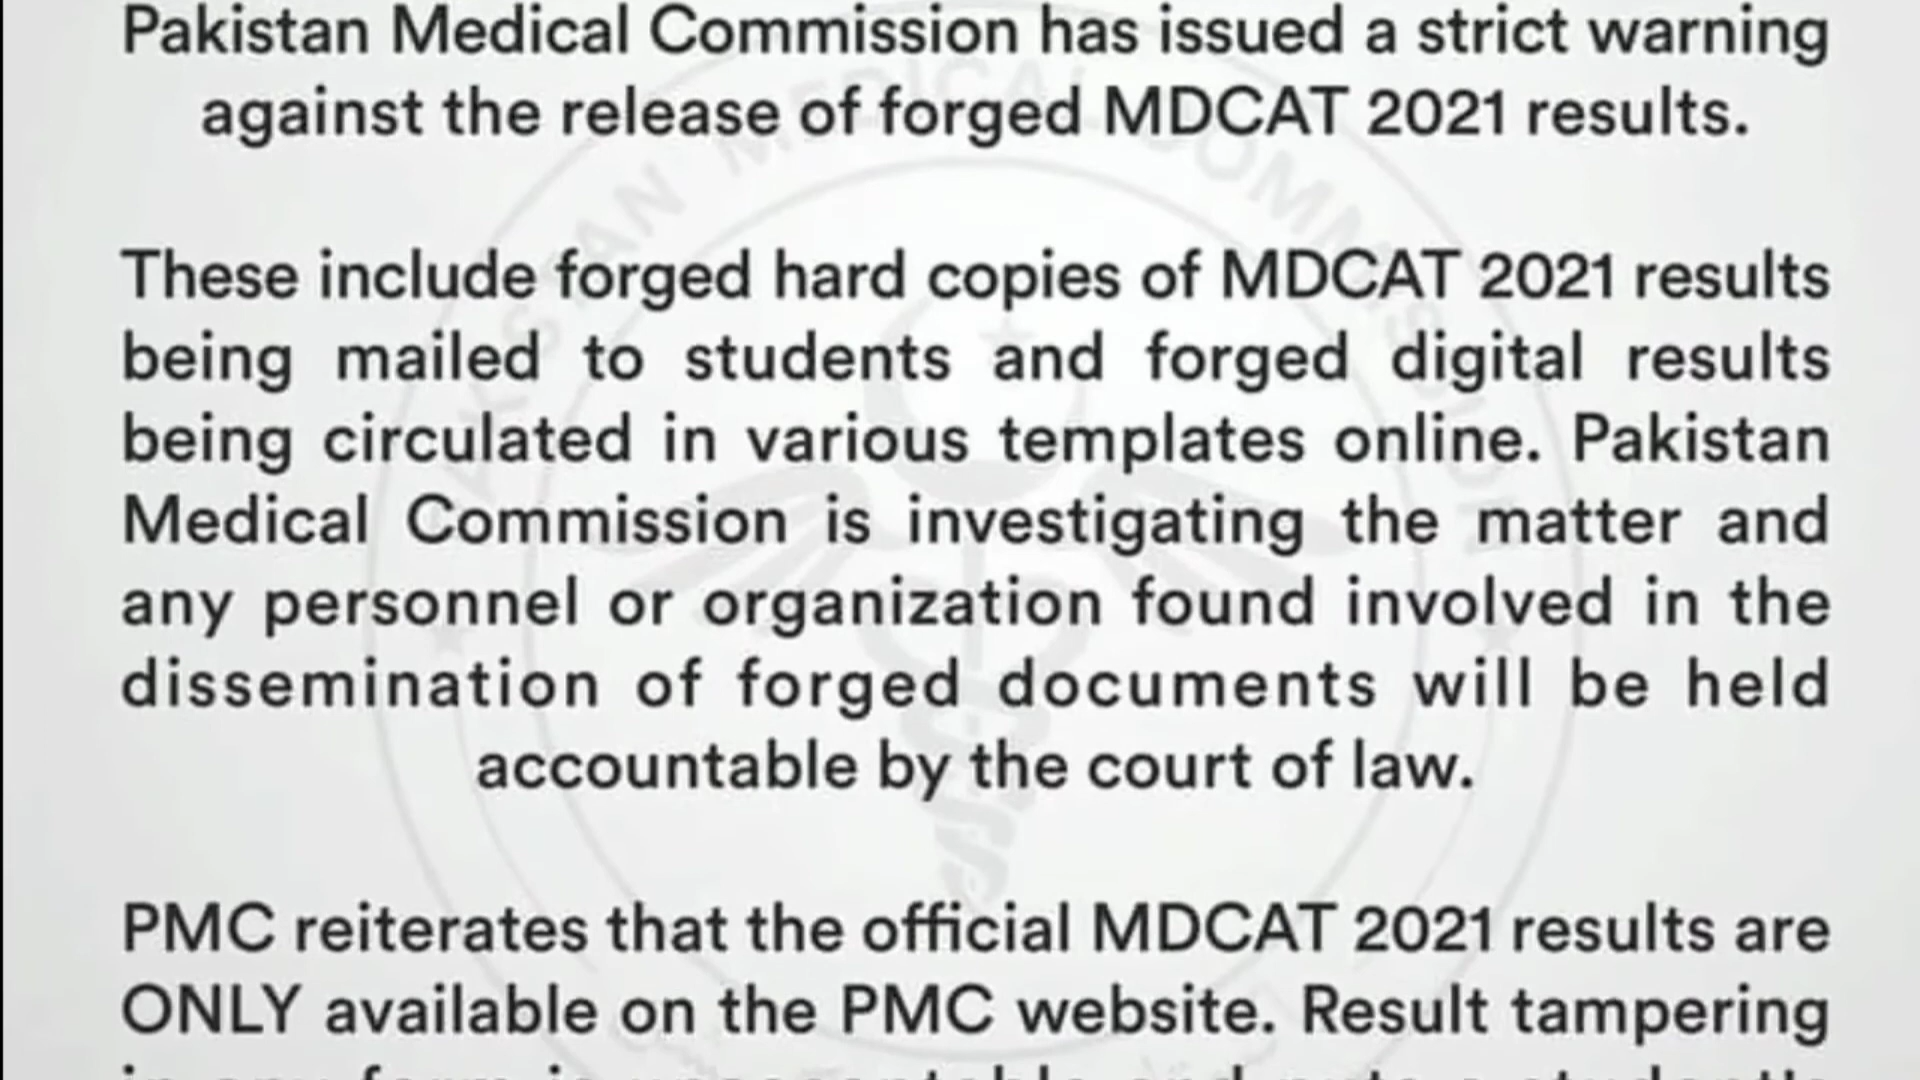 Pakistan Medical Commission has issued a strict warning
against the release of forged MDCAT 2021 results.
These include forged hard copies of MDCAT 2021 results
being mailed to students and forged digital results
being circulated in various templates online. Pakistan
Medical Commission is investigating the matter and
any personnel or organization found involved in the
dissemination of forged documents will be held
accountable by the court of law.
PMC reiterates that the official MDCAT 2021 results are
ONLY available on the PMC website. Result tampering
PAKISTAN MEDICAL COMMISSION